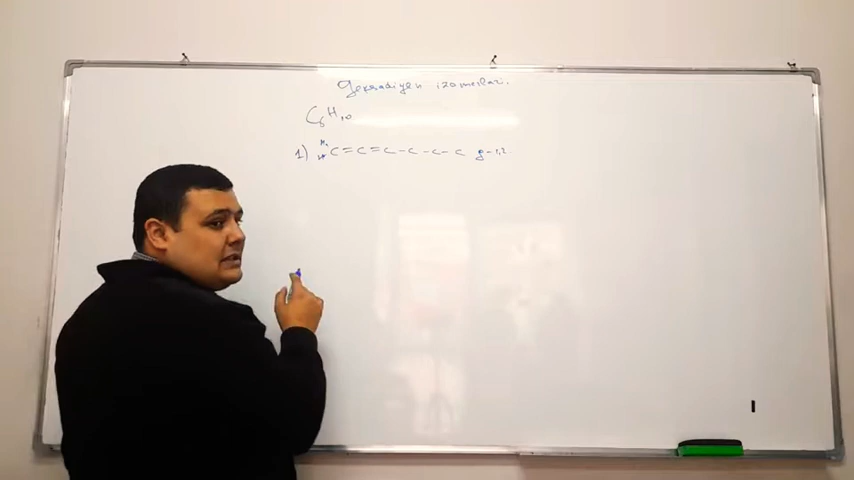 Geksadiyen izomerlari.
C₆H₁₀
1) C=C=C-C-C-C g-1,2.